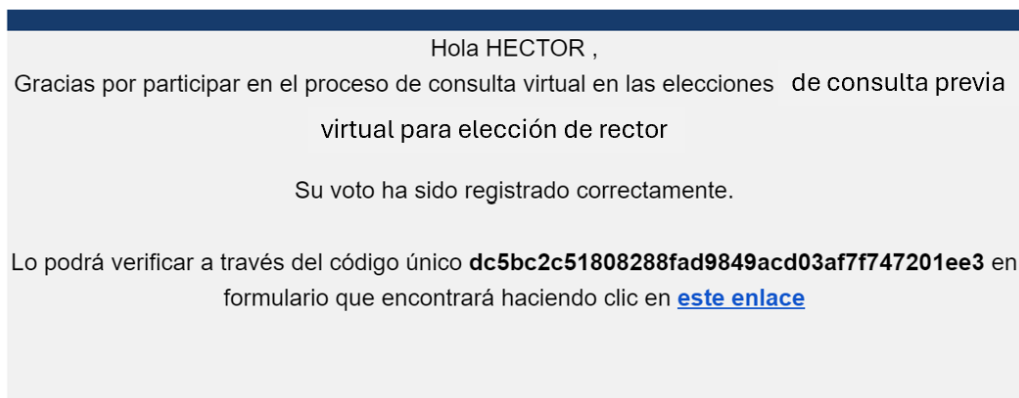 Hola HECTOR ,
Gracias por participar en el proceso de consulta virtual en las elecciones de consulta previa
virtual para elección de rector
Su voto ha sido registrado correctamente.
Lo podrá verificar a través del código único dc5bc2c51808288fad9849acd03af7f747201ee3 en
formulario que encontrará haciendo clic en este enlace